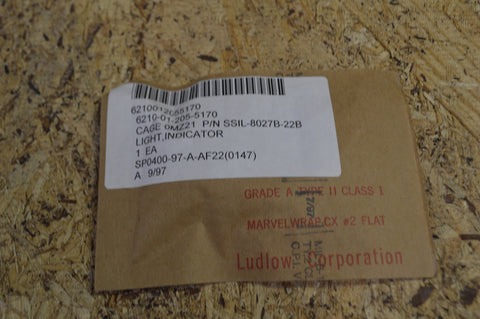 6210012055170
6210-01-205-5170
CAGE 0MZ21 P/N SSIL-8027B-22B
LIGHT,INDICATOR
1 EA
SP0400-97-A-AF22(0147)
A 9/97
GRADE A TYPE II CLASS 1
MARVELWRAP.CX #2 FLAT
Ludlow Corporation